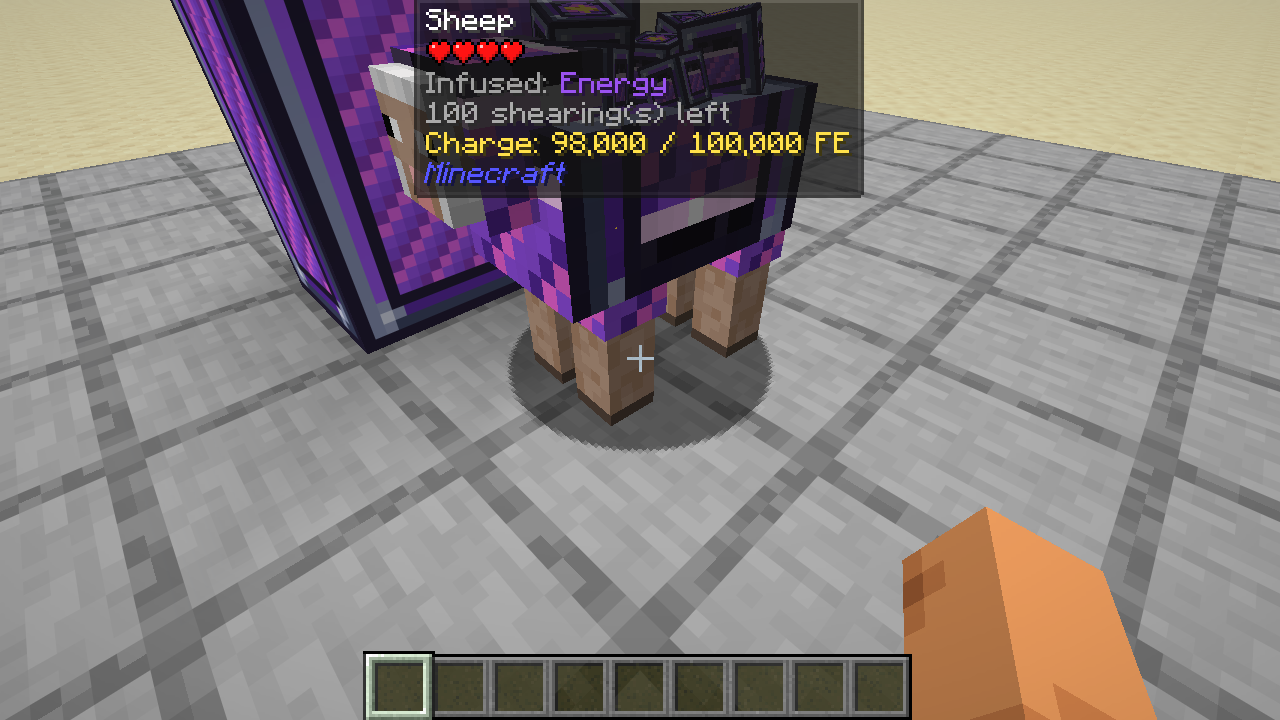 Sheep
Infused: Energy
100 shearing(s) left
Charge: 98,000 / 100,000 FE
Minecraft